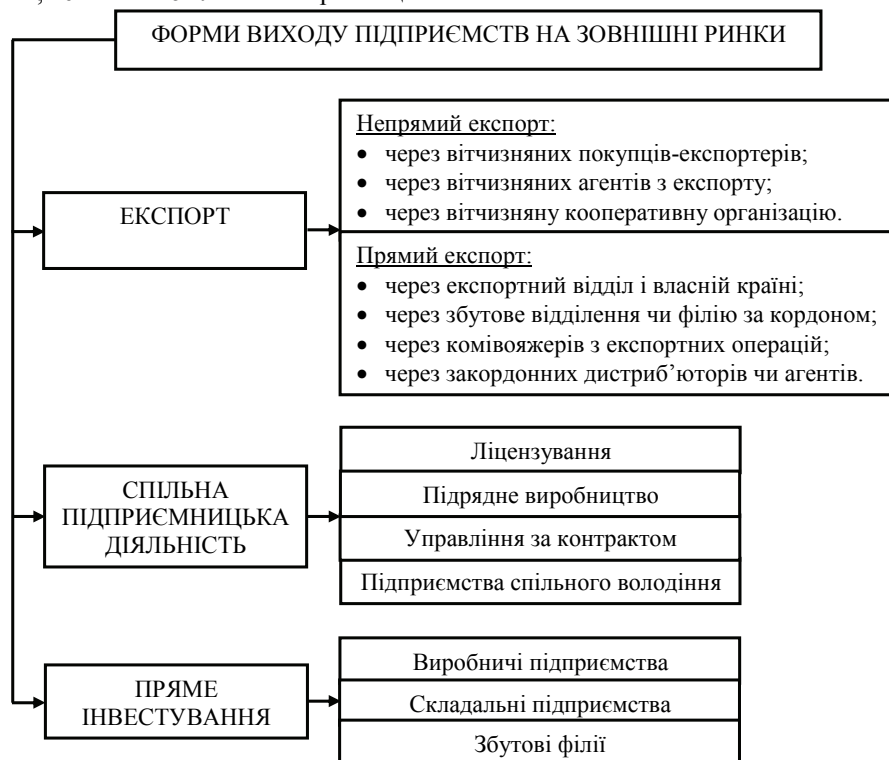 ФОРМИ ВИХОДУ ПІДПРИЄМСТВ НА ЗОВНІШНІ РИНКИ
ЕКСПОРТ
Непрямий експорт:
• через вітчизняних покупців-експортерів;
• через вітчизняних агентів з експорту;
• через вітчизняну кооперативну організацію.
Прямий експорт:
• через експортний відділ і власній країні;
• через збутове відділення чи філію за кордоном;
• через комівояжерів з експортних операцій;
• через закордонних дистриб’юторів чи агентів.
СПІЛЬНА
ПІДПРИЄМНИЦЬКА
ДІЯЛЬНІСТЬ
Ліцензування
Підрядне виробництво
Управління за контрактом
Підприємства спільного володіння
ПРЯМЕ
ІНВЕСТУВАННЯ
Виробничі підприємства
Складальні підприємства
Збутові філії